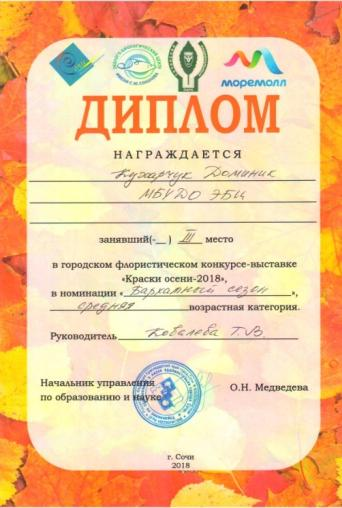 МОРЕМОЛЛ
ДИПЛОМ
НАГРАЖДАЕТСЯ
Кухарчук Доминик
МБУДО ЭБЦ
занявший(-__) III место
в городском флористическом конкурсе-выставке
«Краски осени-2018»,
в номинации «Бархатный сезон»,
средняя возрастная категория.
Руководитель Ковалева Т.В.
Начальник управления
по образованию и науке О.Н. Медведева
г. Сочи
2018